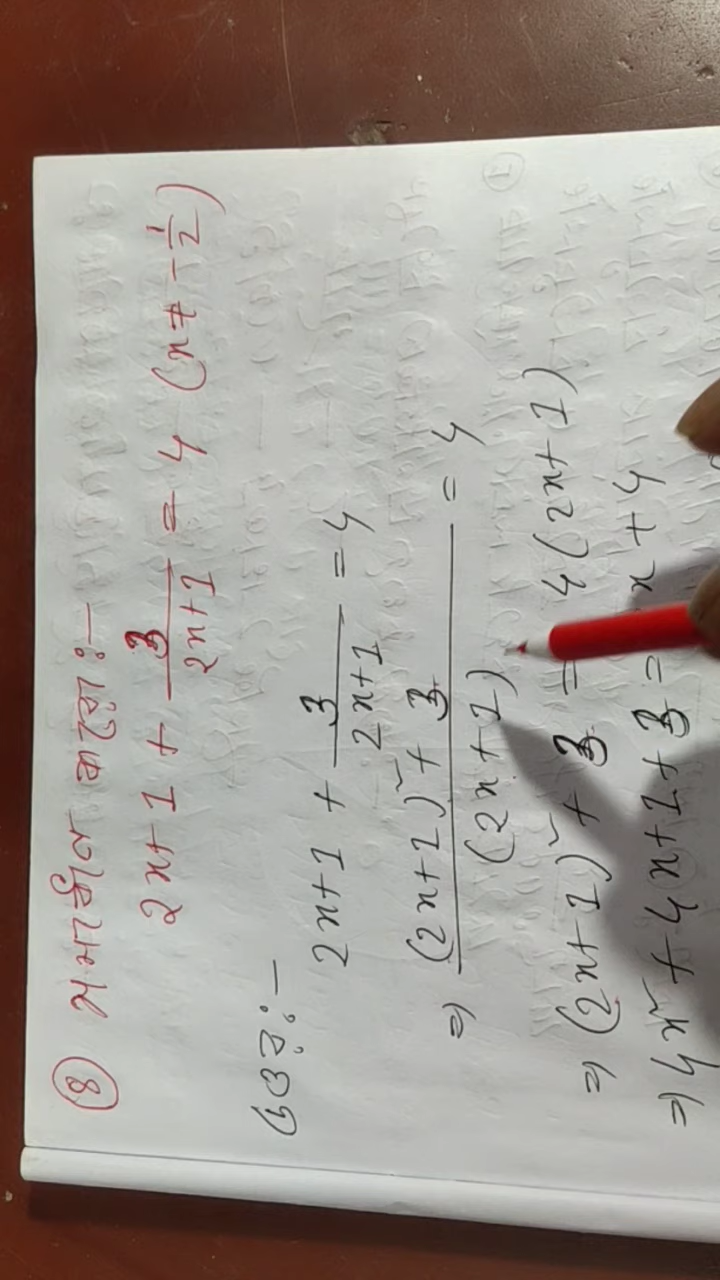 ⑧ সমাধান করো :-
2x+1 + 3/(2x+1) = 4 (x ≠ -1/2)
উত্তর :-
2x+1 + 3/(2x+1) = 4
⇒ ((2x+1)² + 3)/(2x+1) = 4
⇒ (2x+1)² + 3 = 4(2x+1)
⇒ 4x² + 4x+1+3 = x+4